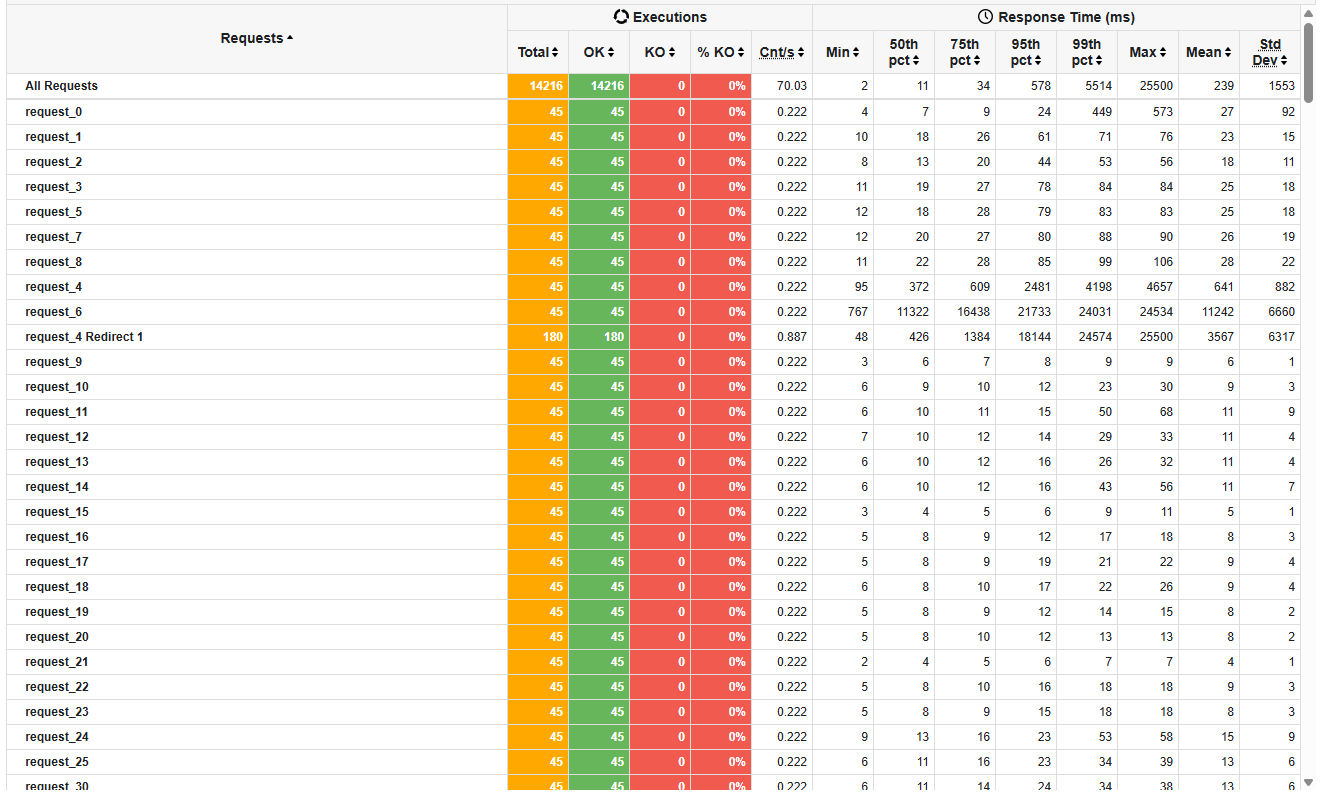 Executions Response Time (ms)
Requests Total OK KO % KO Cnt/s Min 50th pct 75th pct 95th pct 99th pct Max Mean Std Dev
All Requests 14216 14216 0 0% 70.03 2 11 34 578 5514 25500 239 1553
request_0 45 45 0 0% 0.222 4 7 9 24 449 573 27 92
request_1 45 45 0 0% 0.222 10 18 26 61 71 76 23 15
request_2 45 45 0 0% 0.222 8 13 20 44 53 56 18 11
request_3 45 45 0 0% 0.222 11 19 27 78 84 84 25 18
request_5 45 45 0 0% 0.222 12 18 28 79 83 83 25 18
request_7 45 45 0 0% 0.222 12 20 27 80 88 90 26 19
request_8 45 45 0 0% 0.222 11 22 28 85 99 106 28 22
request_4 45 45 0 0% 0.222 95 372 609 2481 4198 4657 641 882
request_6 45 45 0 0% 0.222 767 11322 16438 21733 24031 24534 11242 6660
request_4 Redirect 1 180 180 0 0% 0.887 48 426 1384 18144 24574 25500 3567 6317
request_9 45 45 0 0% 0.222 3 6 7 8 9 9 6 1
request_10 45 45 0 0% 0.222 6 9 10 12 23 30 9 3
request_11 45 45 0 0% 0.222 6 10 11 15 50 68 11 9
request_12 45 45 0 0% 0.222 7 10 12 14 29 33 11 4
request_13 45 45 0 0% 0.222 6 10 12 16 26 32 11 4
request_14 45 45 0 0% 0.222 6 10 12 16 43 56 11 7
request_15 45 45 0 0% 0.222 3 4 5 6 9 11 5 1
request_16 45 45 0 0% 0.222 5 8 9 12 17 18 8 3
request_17 45 45 0 0% 0.222 5 8 9 19 21 22 9 4
request_18 45 45 0 0% 0.222 6 8 10 17 22 26 9 4
request_19 45 45 0 0% 0.222 5 8 9 12 14 15 8 2
request_20 45 45 0 0% 0.222 5 8 10 12 13 13 8 2
request_21 45 45 0 0% 0.222 2 4 5 6 7 7 4 1
request_22 45 45 0 0% 0.222 5 8 10 16 18 18 9 3
request_23 45 45 0 0% 0.222 5 8 9 15 18 18 8 3
request_24 45 45 0 0% 0.222 9 13 16 23 53 58 15 9
request_25 45 45 0 0% 0.222 6 11 16 23 34 39 13 6
request_30 45 45 0 0% 0.222 6 11 14 24 34 38 13 6